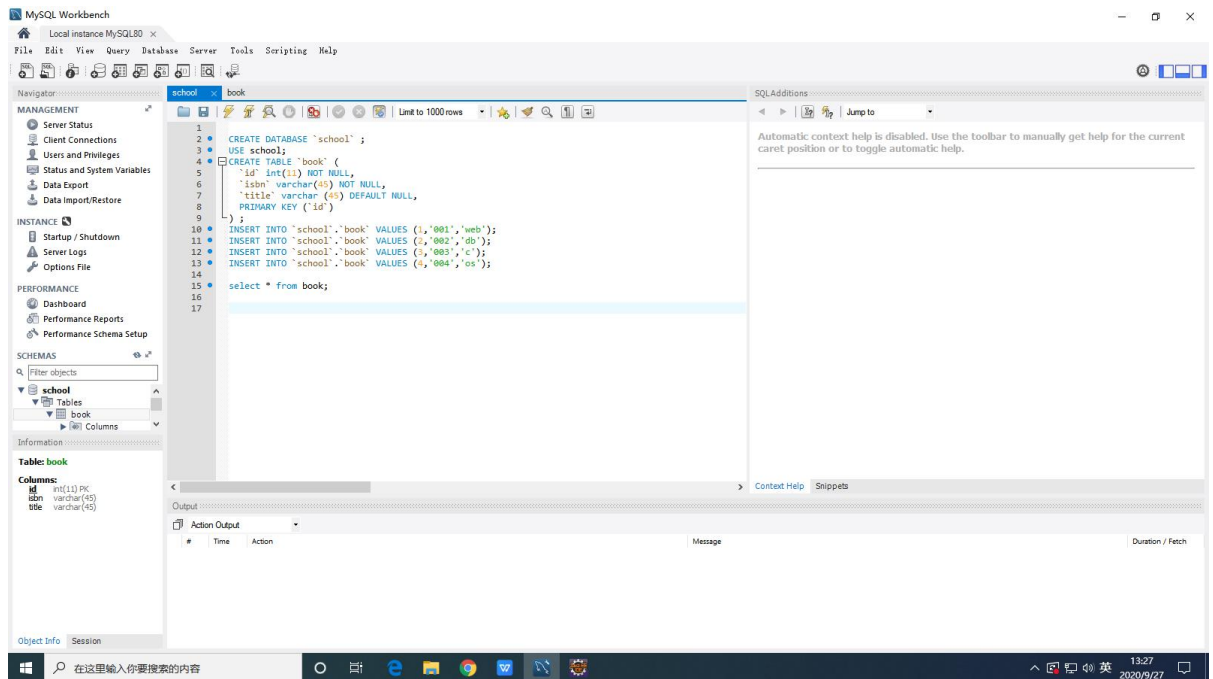 MySQL Workbench
Local instance MySQL80 ×
File Edit View Query Database Server Tools Scripting Help
Navigator
MANAGEMENT
Server Status
Client Connections
Users and Privileges
Status and System Variables
Data Export
Data Import/Restore
INSTANCE
Startup / Shutdown
Server Logs
Options File
PERFORMANCE
Dashboard
Performance Reports
Performance Schema Setup
SCHEMAS
Filter objects
school
Tables
book
Columns
Information
Table: book
Columns:
id int(11) PK
isbn varchar(45)
title varchar(45)
Object Info Session
school × book
Limit to 1000 rows
1
2 CREATE DATABASE `school` ;
3 USE school;
4 CREATE TABLE `book` (
5 `id` int(11) NOT NULL,
6 `isbn` varchar(45) NOT NULL,
7 `title` varchar (45) DEFAULT NULL,
8 PRIMARY KEY (`id`)
9 ) ;
10 INSERT INTO `school`.`book` VALUES (1,'001','web');
11 INSERT INTO `school`.`book` VALUES (2,'002','db');
12 INSERT INTO `school`.`book` VALUES (3,'003','c');
13 INSERT INTO `school`.`book` VALUES (4,'004','os');
14
15 select * from book;
16
17
SQLAdditions
Jump to
Automatic context help is disabled. Use the toolbar to manually get help for the current
caret position or to toggle automatic help.
Context Help Snippets
Output
Action Output
# Time Action Message Duration / Fetch
在这里输入你要搜索的内容
英
13:27
2020/9/27